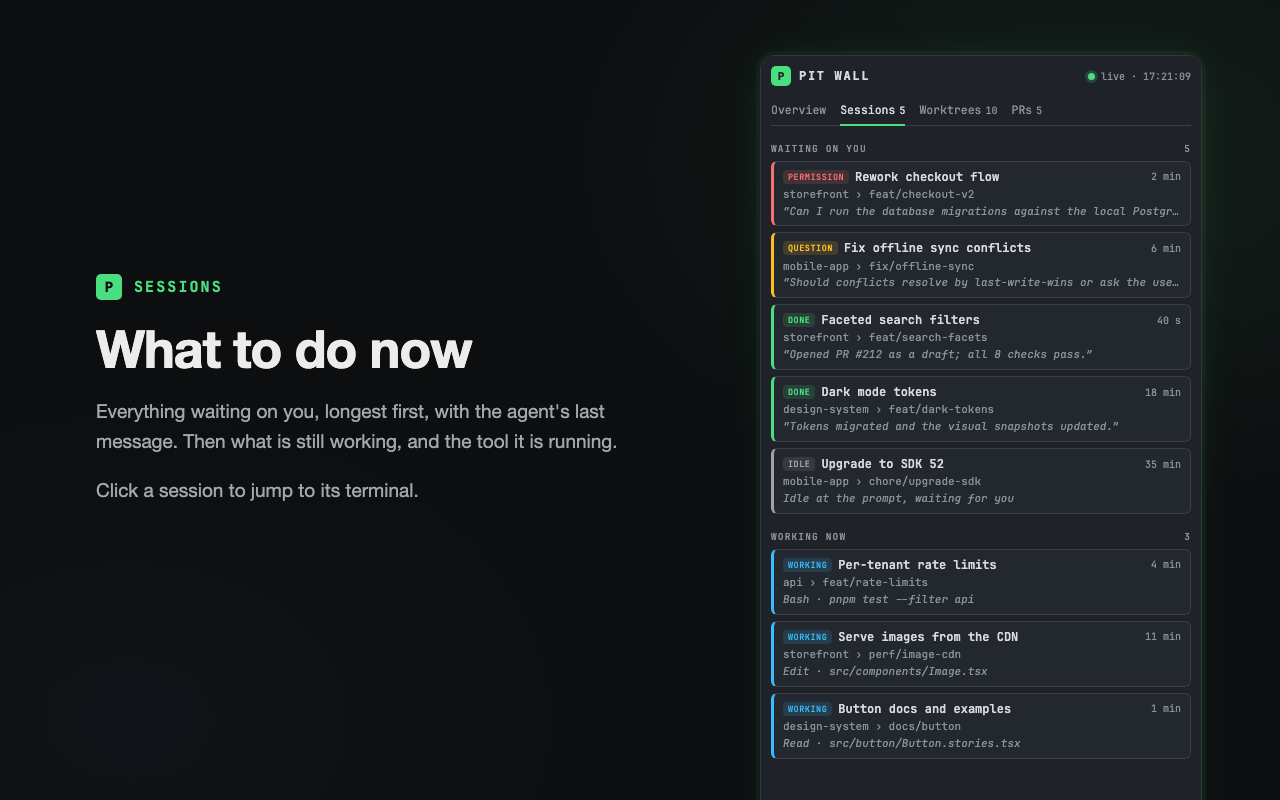 P SESSIONS
What to do now
Everything waiting on you, longest first, with the agent's last
message. Then what is still working, and the tool it is running.
Click a session to jump to its terminal.
P PIT WALL live · 17:21:09
Overview Sessions 5 Worktrees 10 PRs 5
WAITING ON YOU 5
PERMISSION Rework checkout flow 2 min
storefront › feat/checkout-v2
“Can I run the database migrations against the local Postgr…
QUESTION Fix offline sync conflicts 6 min
mobile-app › fix/offline-sync
“Should conflicts resolve by last-write-wins or ask the use…
DONE Faceted search filters 40 s
storefront › feat/search-facets
“Opened PR #212 as a draft; all 8 checks pass.”
DONE Dark mode tokens 18 min
design-system › feat/dark-tokens
“Tokens migrated and the visual snapshots updated.”
IDLE Upgrade to SDK 52 35 min
mobile-app › chore/upgrade-sdk
Idle at the prompt, waiting for you
WORKING NOW 3
WORKING Per-tenant rate limits 4 min
api › feat/rate-limits
Bash · pnpm test --filter api
WORKING Serve images from the CDN 11 min
storefront › perf/image-cdn
Edit · src/components/Image.tsx
WORKING Button docs and examples 1 min
design-system › docs/button
Read · src/button/Button.stories.tsx